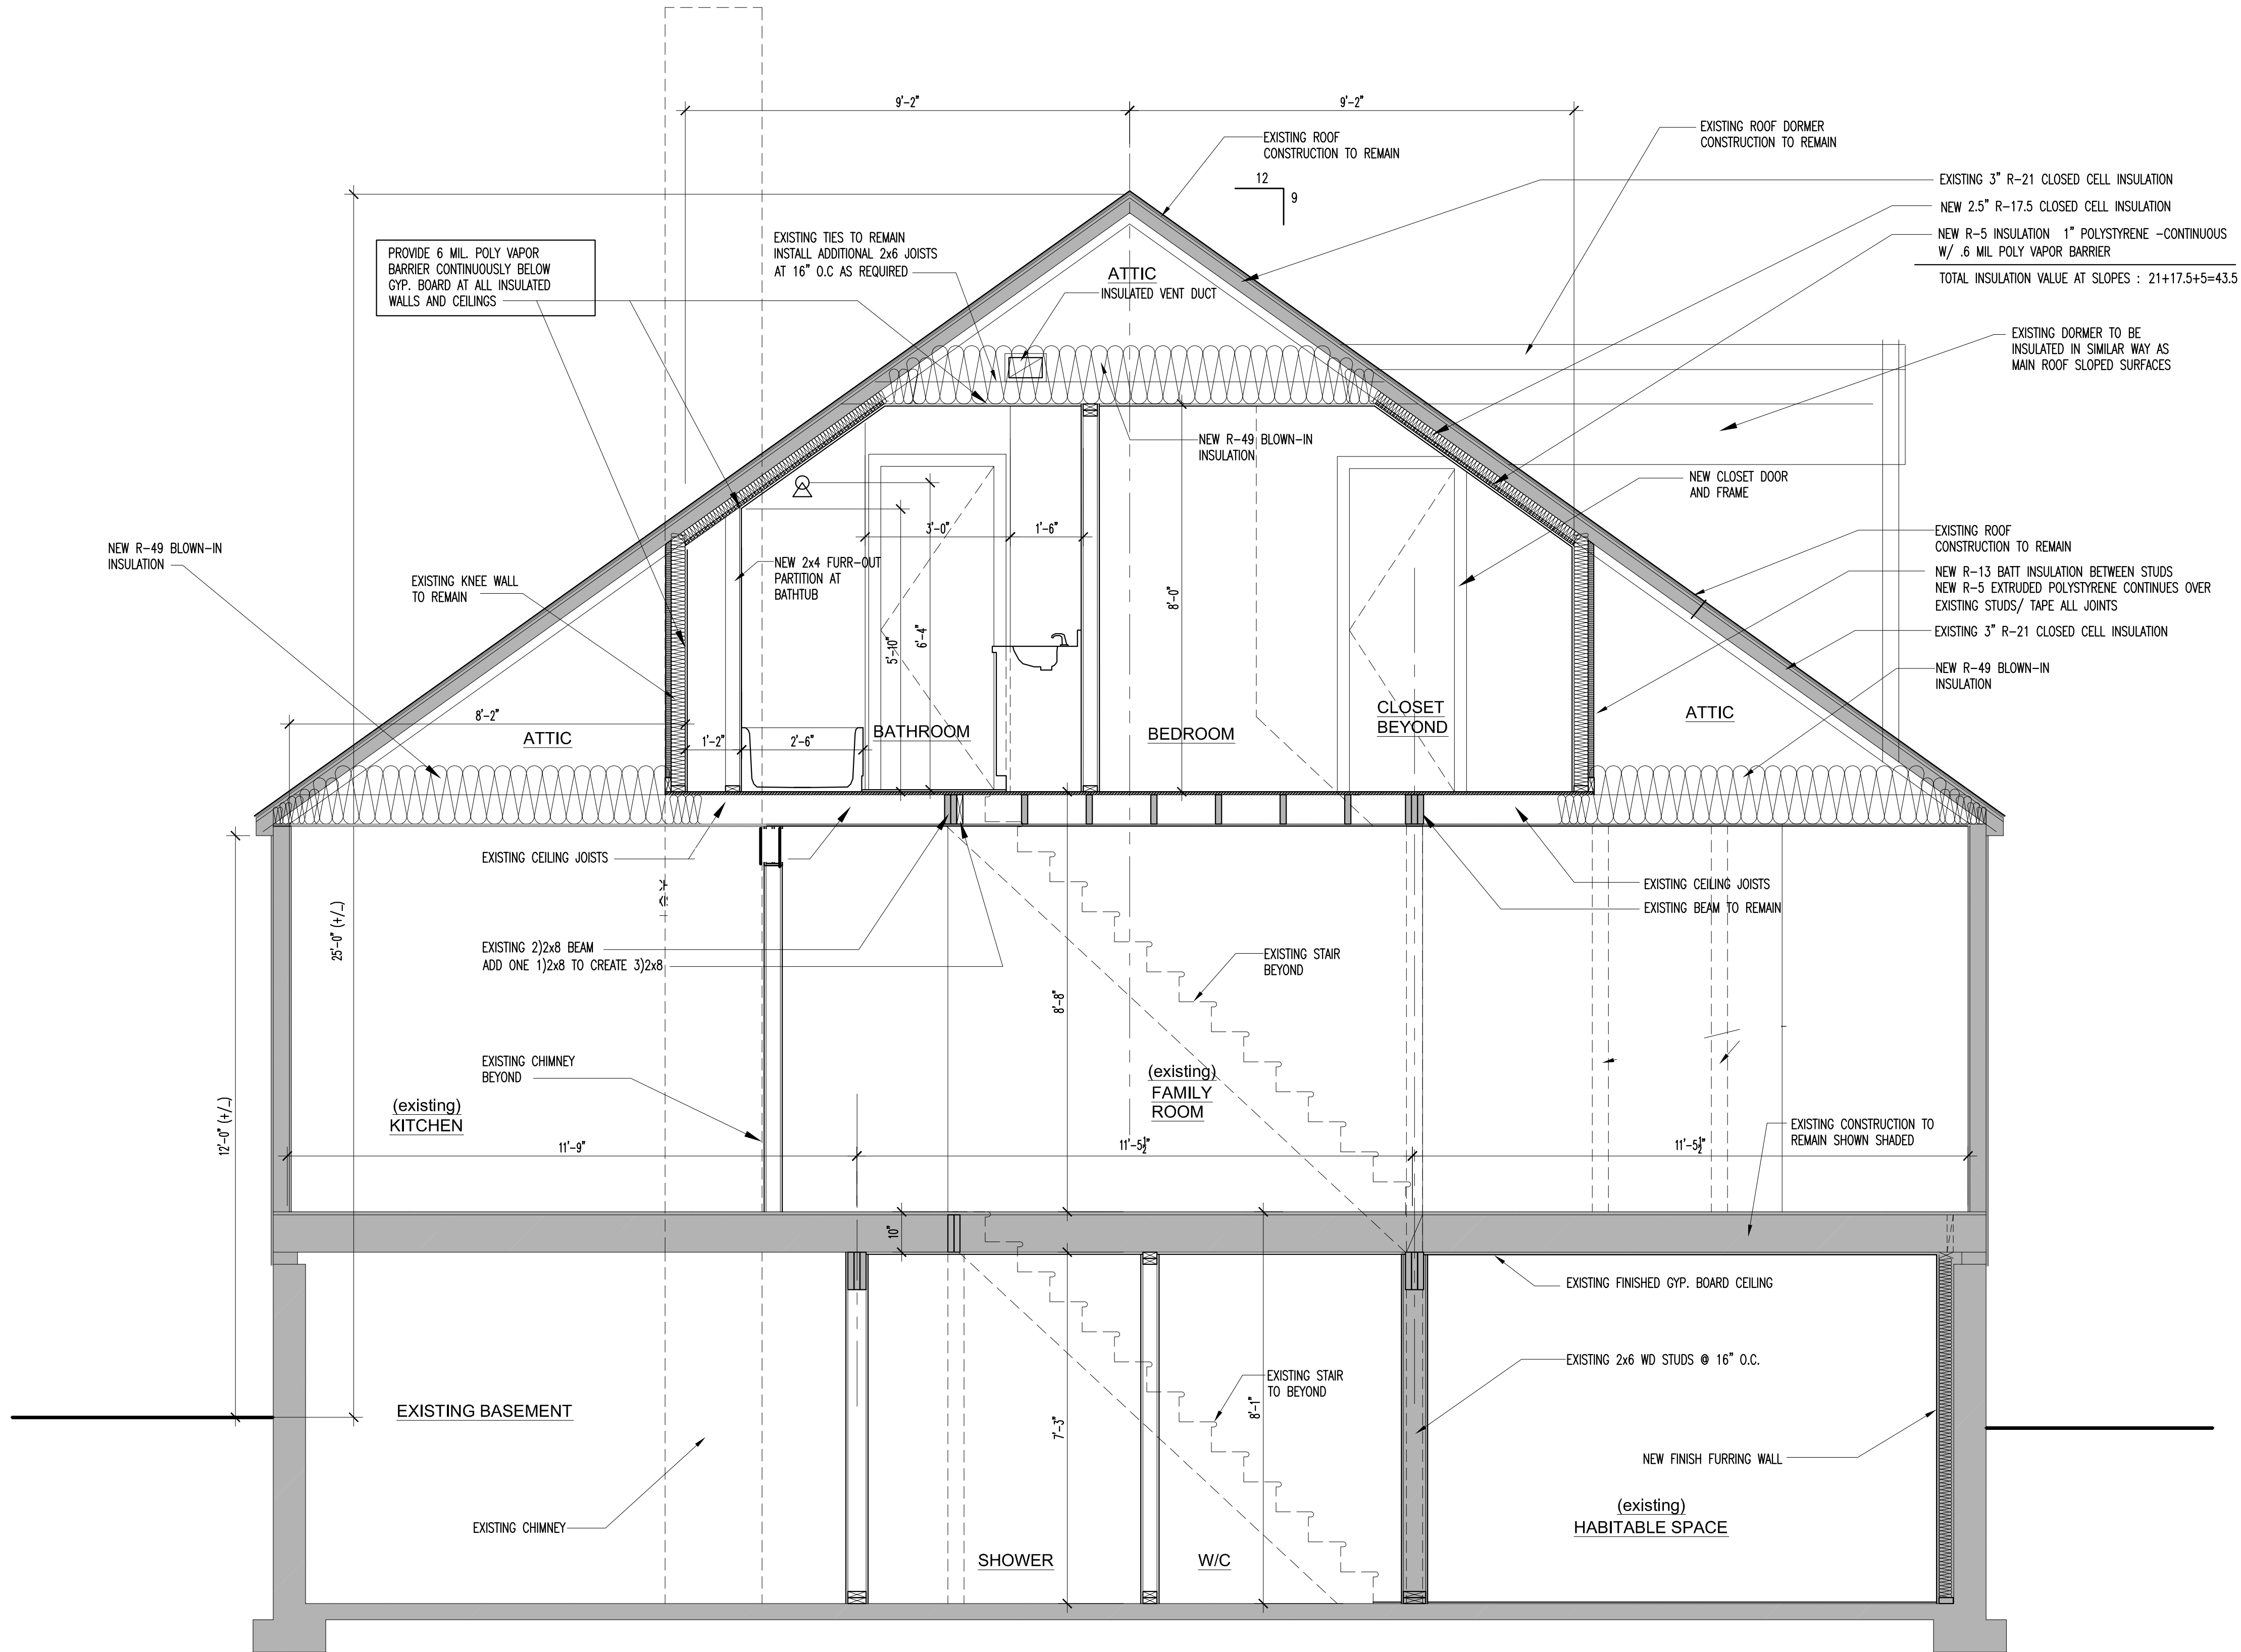 9'-2"
9'-2"
EXISTING ROOF
CONSTRUCTION TO REMAIN
12
9
EXISTING ROOF DORMER
CONSTRUCTION TO REMAIN
EXISTING 3" R-21 CLOSED CELL INSULATION
NEW 2.5" R-17.5 CLOSED CELL INSULATION
NEW R-5 INSULATION 1" POLYSTYRENE -CONTINUOUS
W/ .6 MIL POLY VAPOR BARRIER
TOTAL INSULATION VALUE AT SLOPES : 21+17.5+5=43.5
PROVIDE 6 MIL. POLY VAPOR
BARRIER CONTINUOUSLY BELOW
GYP. BOARD AT ALL INSULATED
WALLS AND CEILINGS
EXISTING TIES TO REMAIN
INSTALL ADDITIONAL 2x6 JOISTS
AT 16" O.C AS REQUIRED
ATTIC
INSULATED VENT DUCT
EXISTING DORMER TO BE
INSULATED IN SIMILAR WAY AS
MAIN ROOF SLOPED SURFACES
NEW R-49 BLOWN-IN
INSULATION
NEW CLOSET DOOR
AND FRAME
3'-0"
1'-6"
NEW R-49 BLOWN-IN
INSULATION
EXISTING KNEE WALL
TO REMAIN
NEW 2x4 FURR-OUT
PARTITION AT
BATHTUB
8'-0"
5'-10"
6'-4"
EXISTING ROOF
CONSTRUCTION TO REMAIN
NEW R-13 BATT INSULATION BETWEEN STUDS
NEW R-5 EXTRUDED POLYSTYRENE CONTINUES OVER
EXISTING STUDS/ TAPE ALL JOINTS
EXISTING 3" R-21 CLOSED CELL INSULATION
NEW R-49 BLOWN-IN
INSULATION
8'-2"
ATTIC
1'-2"
2'-6"
BATHROOM
BEDROOM
CLOSET
BEYOND
ATTIC
EXISTING CEILING JOISTS
EXISTING CEILING JOISTS
EXISTING BEAM TO REMAIN
25'-0" (+/-)
EXISTING 2)2x8 BEAM
ADD ONE 1)2x8 TO CREATE 3)2x8
EXISTING STAIR
BEYOND
8'-8"
EXISTING CHIMNEY
BEYOND
(existing)
KITCHEN
(existing)
FAMILY
ROOM
12'-0" (+/-)
EXISTING CONSTRUCTION TO
REMAIN SHOWN SHADED
11'-9"
11'-5½"
11'-5½"
10"
EXISTING FINISHED GYP. BOARD CEILING
EXISTING 2x6 WD STUDS @ 16" O.C.
EXISTING STAIR
TO BEYOND
EXISTING BASEMENT
7'-3"
8'-1"
NEW FINISH FURRING WALL
(existing)
HABITABLE SPACE
EXISTING CHIMNEY
SHOWER
W/C